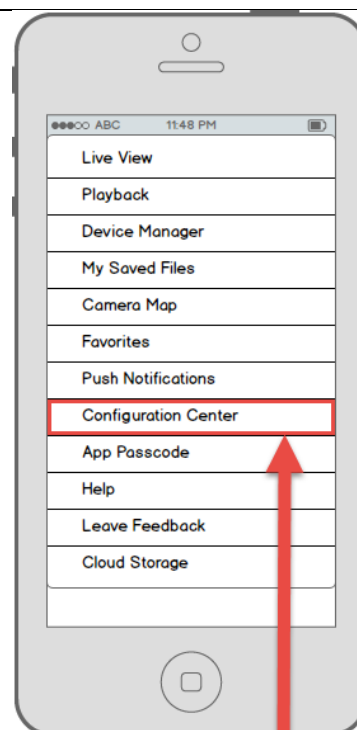 ABC 11:48 PM
Live View
Playback
Device Manager
My Saved Files
Camera Map
Favorites
Push Notifications
Configuration Center
App Passcode
Help
Leave Feedback
Cloud Storage